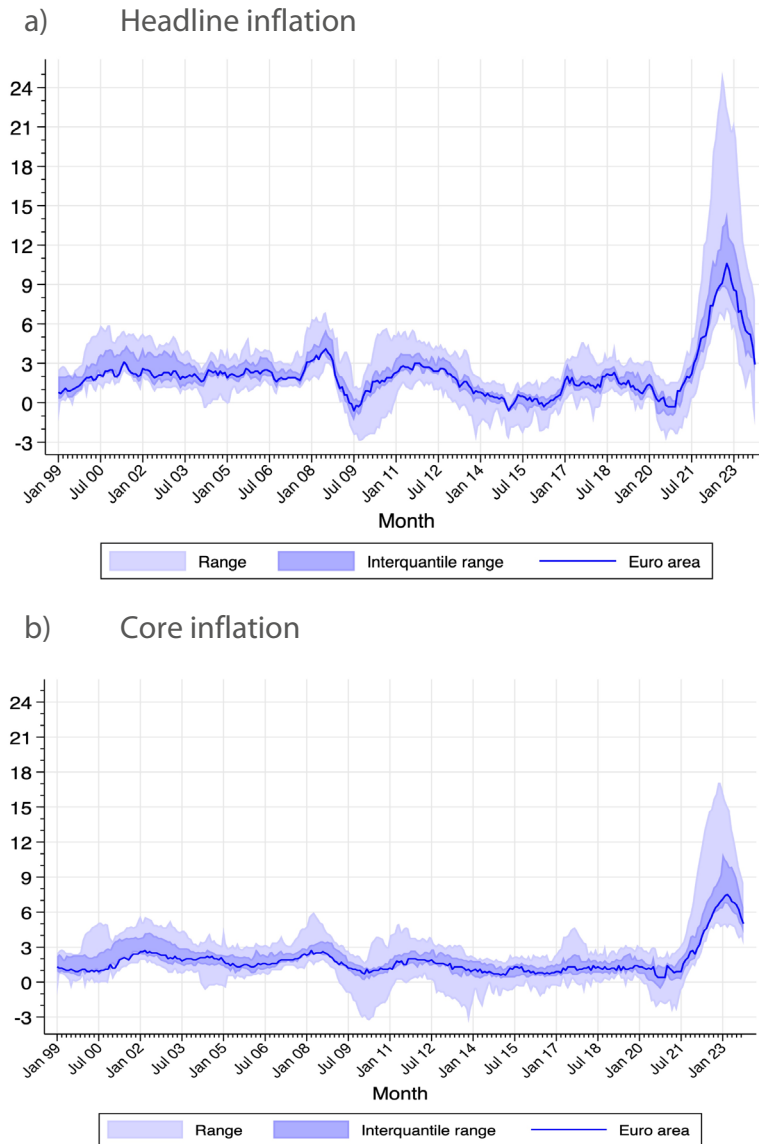 a) Headline inflation
24
21
18
15
12
9
6
3
0
-3
Jan 99 Jul 00 Jan 02 Jul 03 Jan 05 Jul 06 Jan 08 Jul 09 Jan 11 Jul 12 Jan 14 Jul 15 Jan 17 Jul 18 Jan 20 Jul 21 Jan 23
Month
Range Interquantile range Euro area
b) Core inflation
24
21
18
15
12
9
6
3
0
-3
Jan 99 Jul 00 Jan 02 Jul 03 Jan 05 Jul 06 Jan 08 Jul 09 Jan 11 Jul 12 Jan 14 Jul 15 Jan 17 Jul 18 Jan 20 Jul 21 Jan 23
Month
Range Interquantile range Euro area